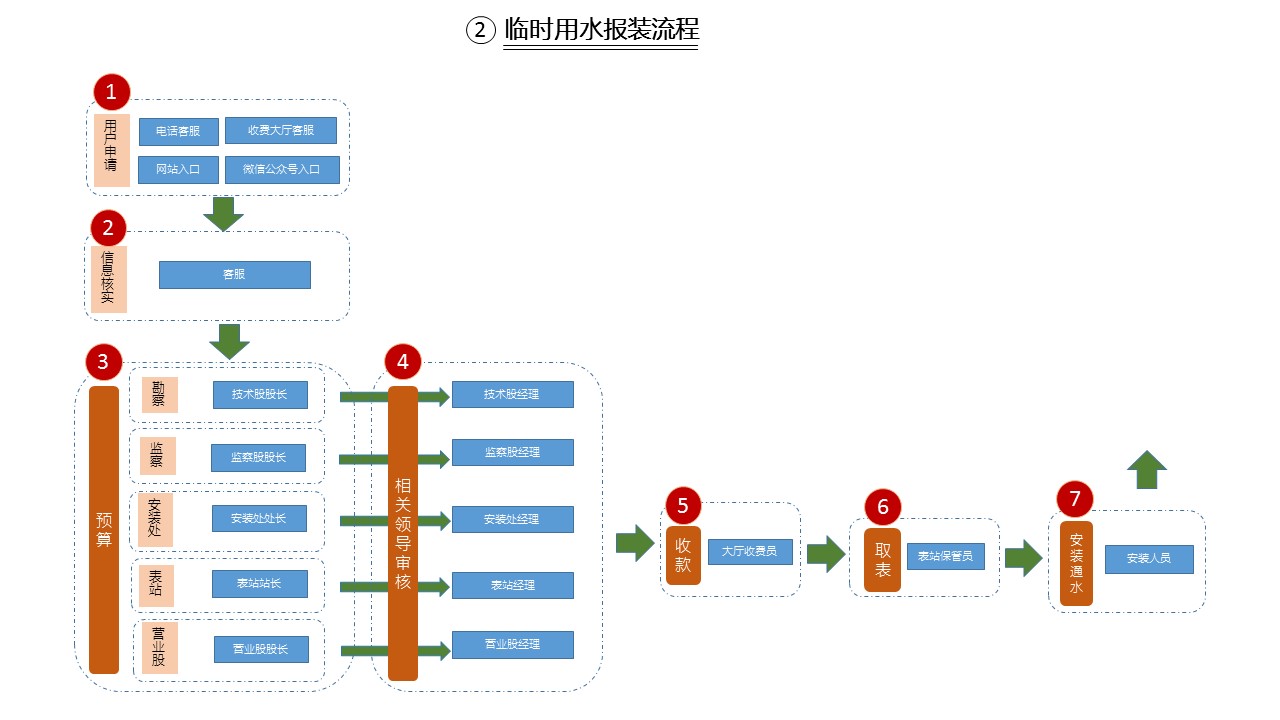 ② 临时用水报装流程
1
用户申请
电话客服
收费大厅客服
网站入口
微信公众号入口
2
信息核实
客服
3
预算
勘察
技术股股长
监察
监察股股长
安装处
安装处处长
表站
表站站长
营业股
营业股股长
4
相关领导审核
技术股经理
监察股经理
安装处经理
表站经理
营业股经理
5
收款
大厅收费员
6
取表
表站保管员
7
安装通水
安装人员